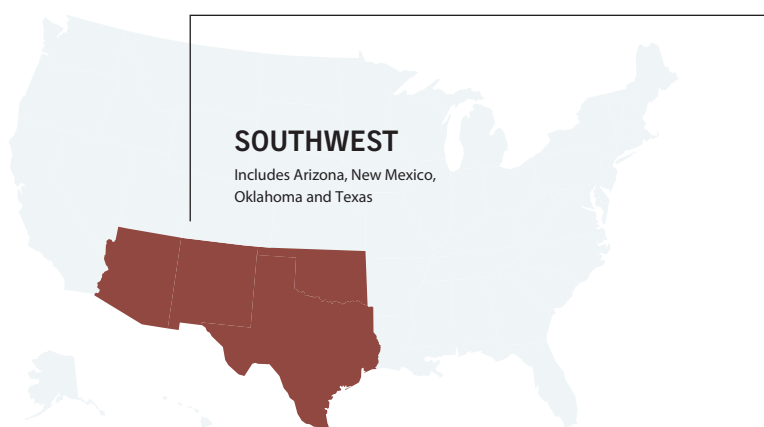 SOUTHWEST
Includes Arizona, New Mexico,
Oklahoma and Texas